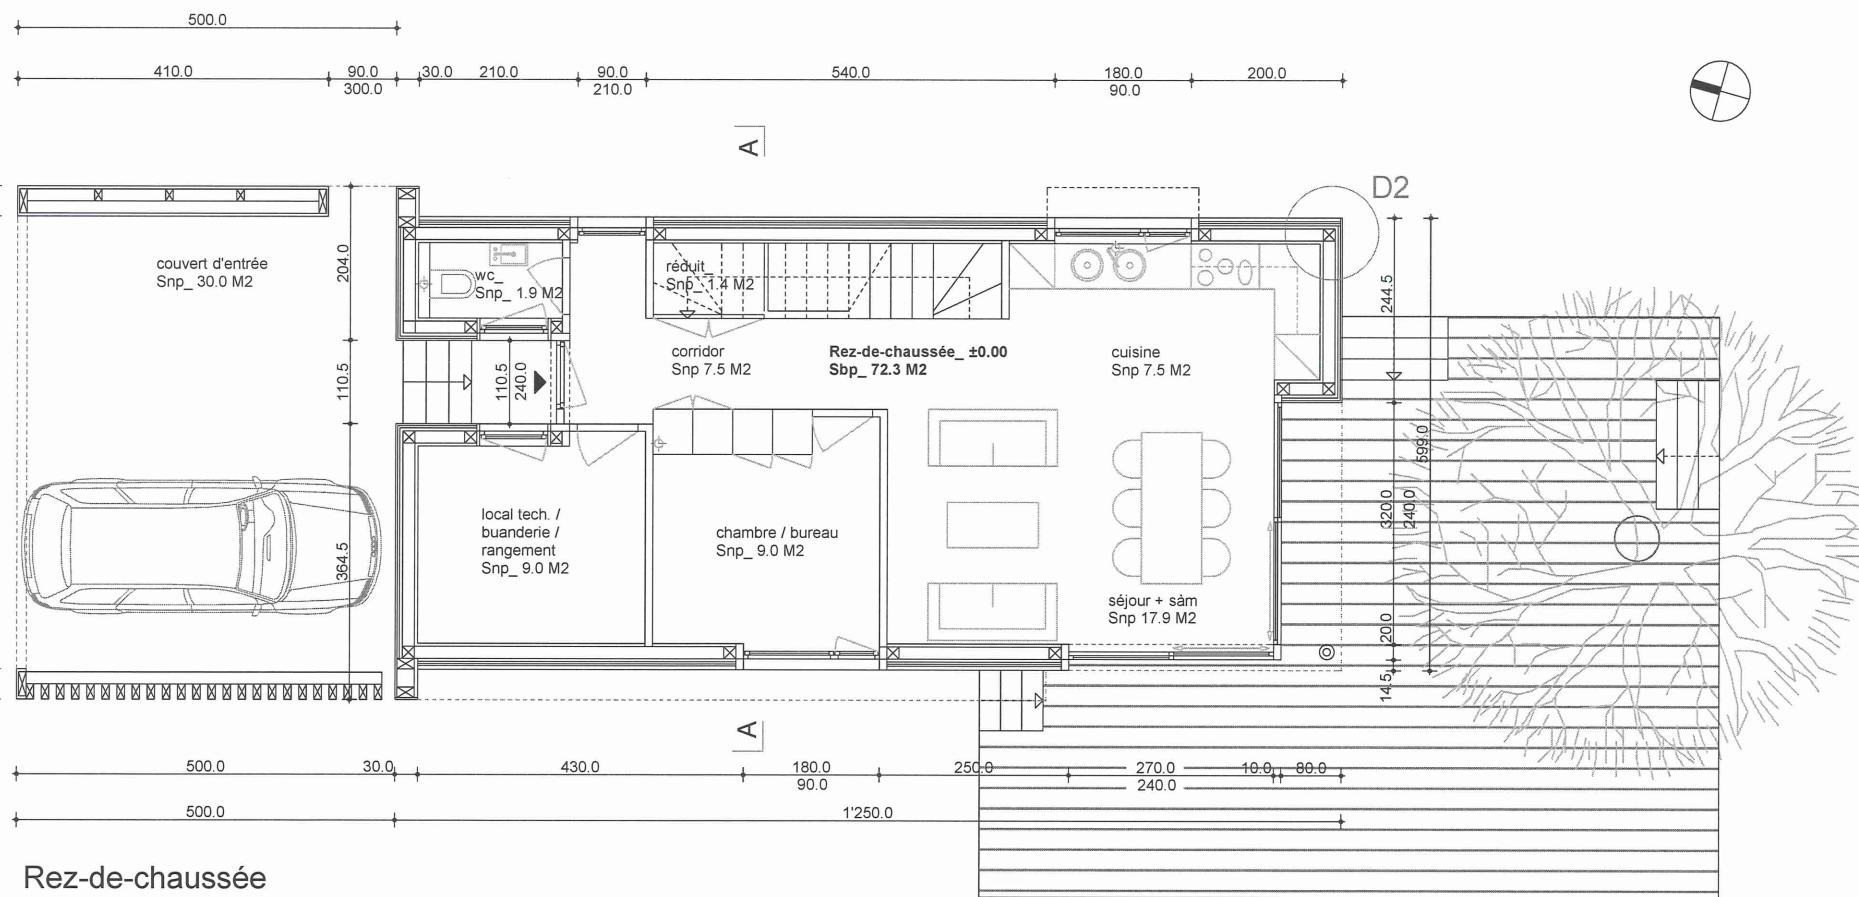 500.0
410.0
90.0
300.0
30.0
210.0
90.0
210.0
540.0
180.0
90.0
200.0
A
D2
couvert d'entrée
Snp_ 30.0 M2
204.0
wc_
Snp_ 1.9 M2
réduit_
Snp_ 1.4 M2
244.5
corridor
Snp 7.5 M2
Rez-de-chaussée_ ±0.00
Sbp_ 72.3 M2
cuisine
Snp 7.5 M2
110.5
110.5
240.0
599.0
local tech. /
buanderie /
rangement
Snp_ 9.0 M2
chambre / bureau
Snp_ 9.0 M2
320.0
240.0
364.5
séjour + sàm
Snp 17.9 M2
20.0
14.5
A
500.0
30.0
430.0
180.0
90.0
250.0
270.0
240.0
10.0
80.0
500.0
1'250.0
Rez-de-chaussée